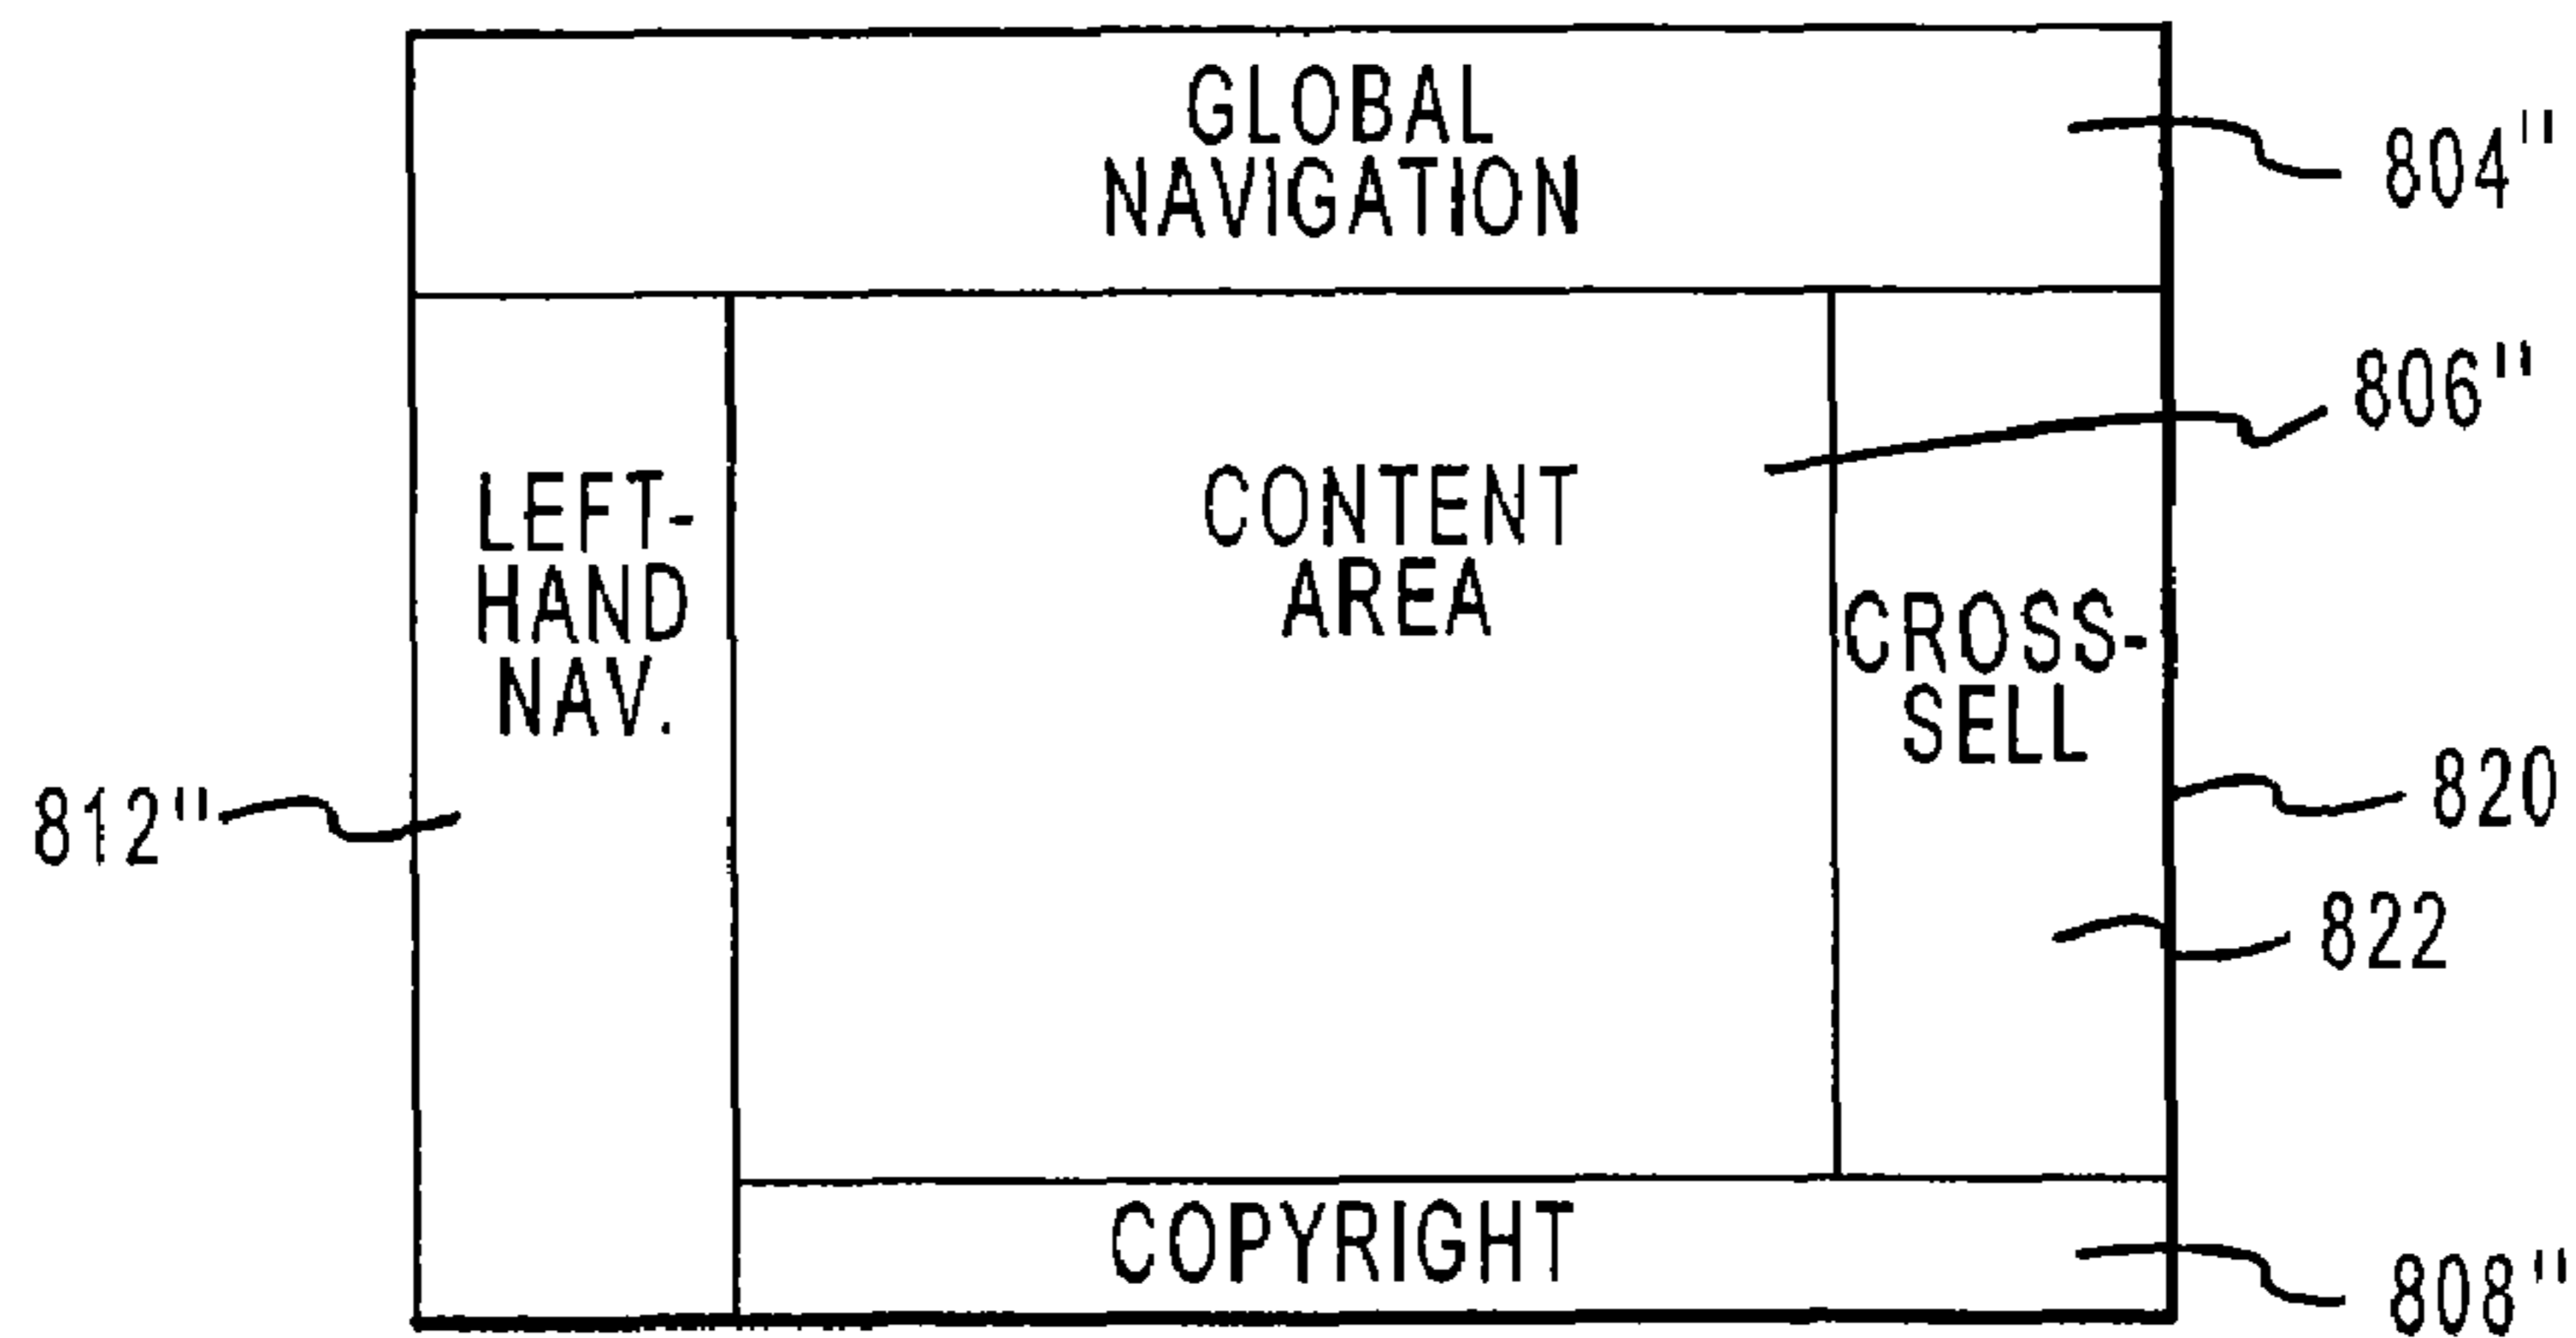 GLOBAL
NAVIGATION
804"
806"
LEFT-
HAND
NAV.
CONTENT
AREA
CROSS-
SELL
812"
820
822
COPYRIGHT
808"